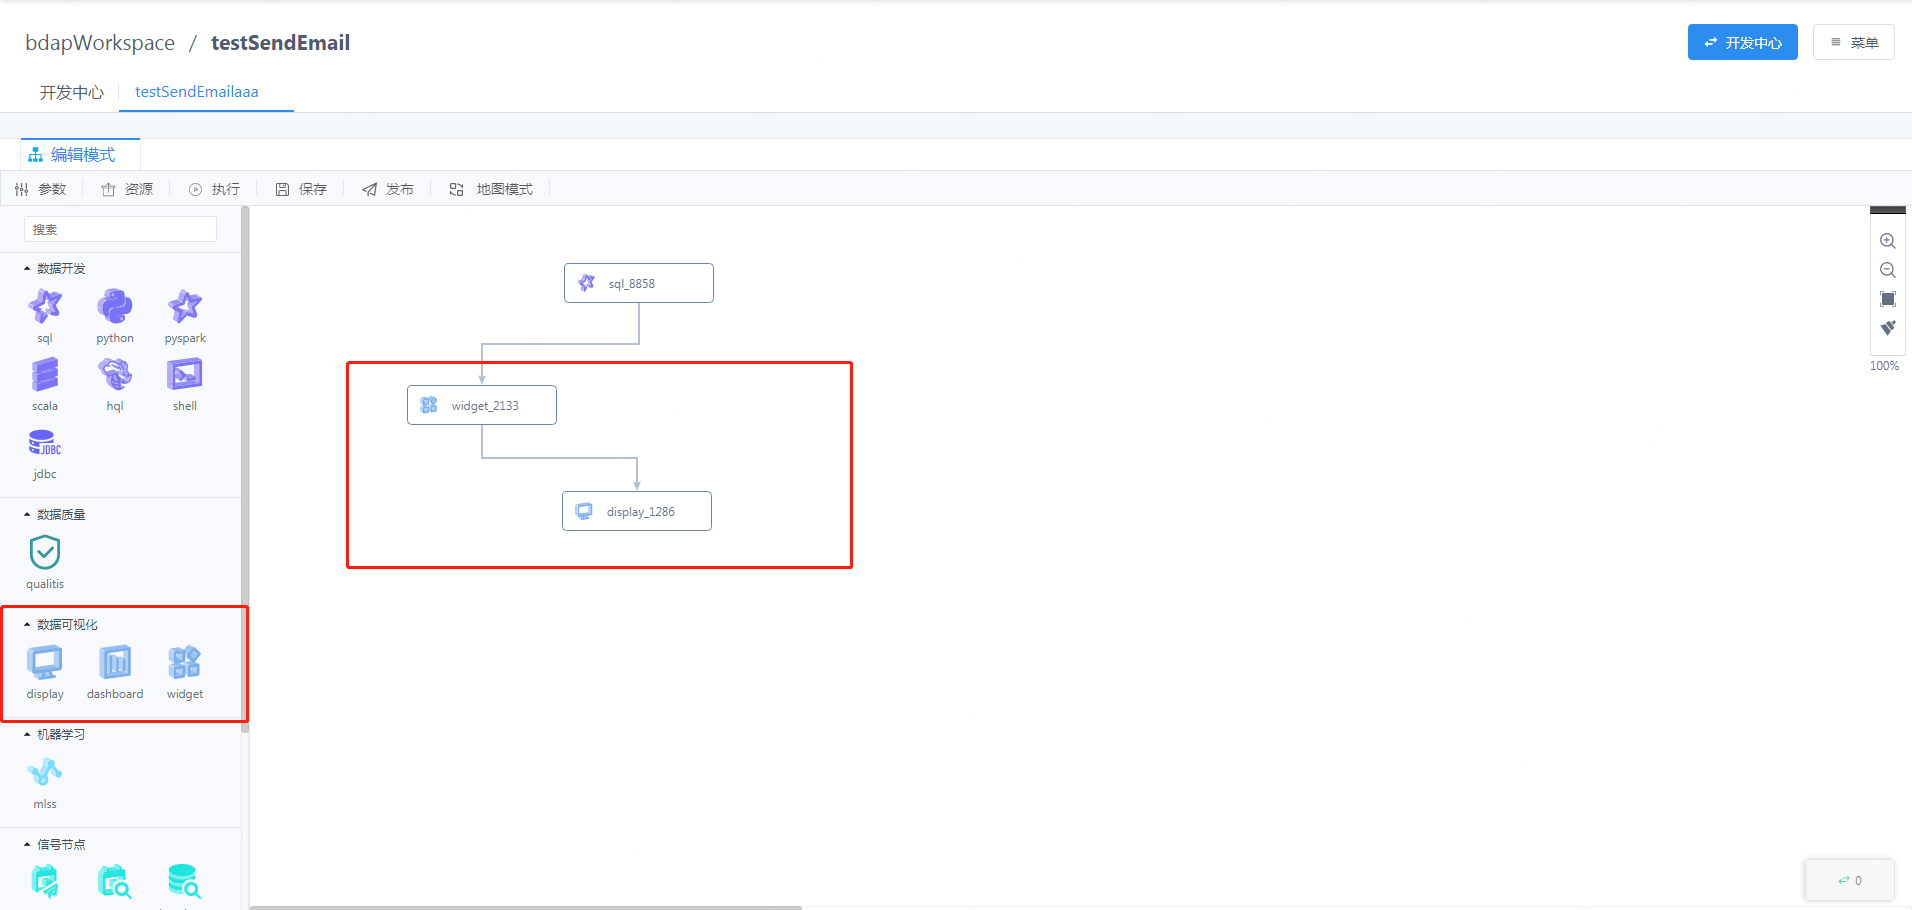 bdapWorkspace / testSendEmail
开发中心
菜单
开发中心
testSendEmailaaa
编辑模式
参数
资源
执行
保存
发布
地图模式
搜索
数据开发
sql
python
pyspark
scala
hql
shell
JDBC
jdbc
数据质量
qualitis
数据可视化
display
dashboard
widget
机器学习
mlss
信号节点
sql_8858
widget_2133
display_1286
100%
0